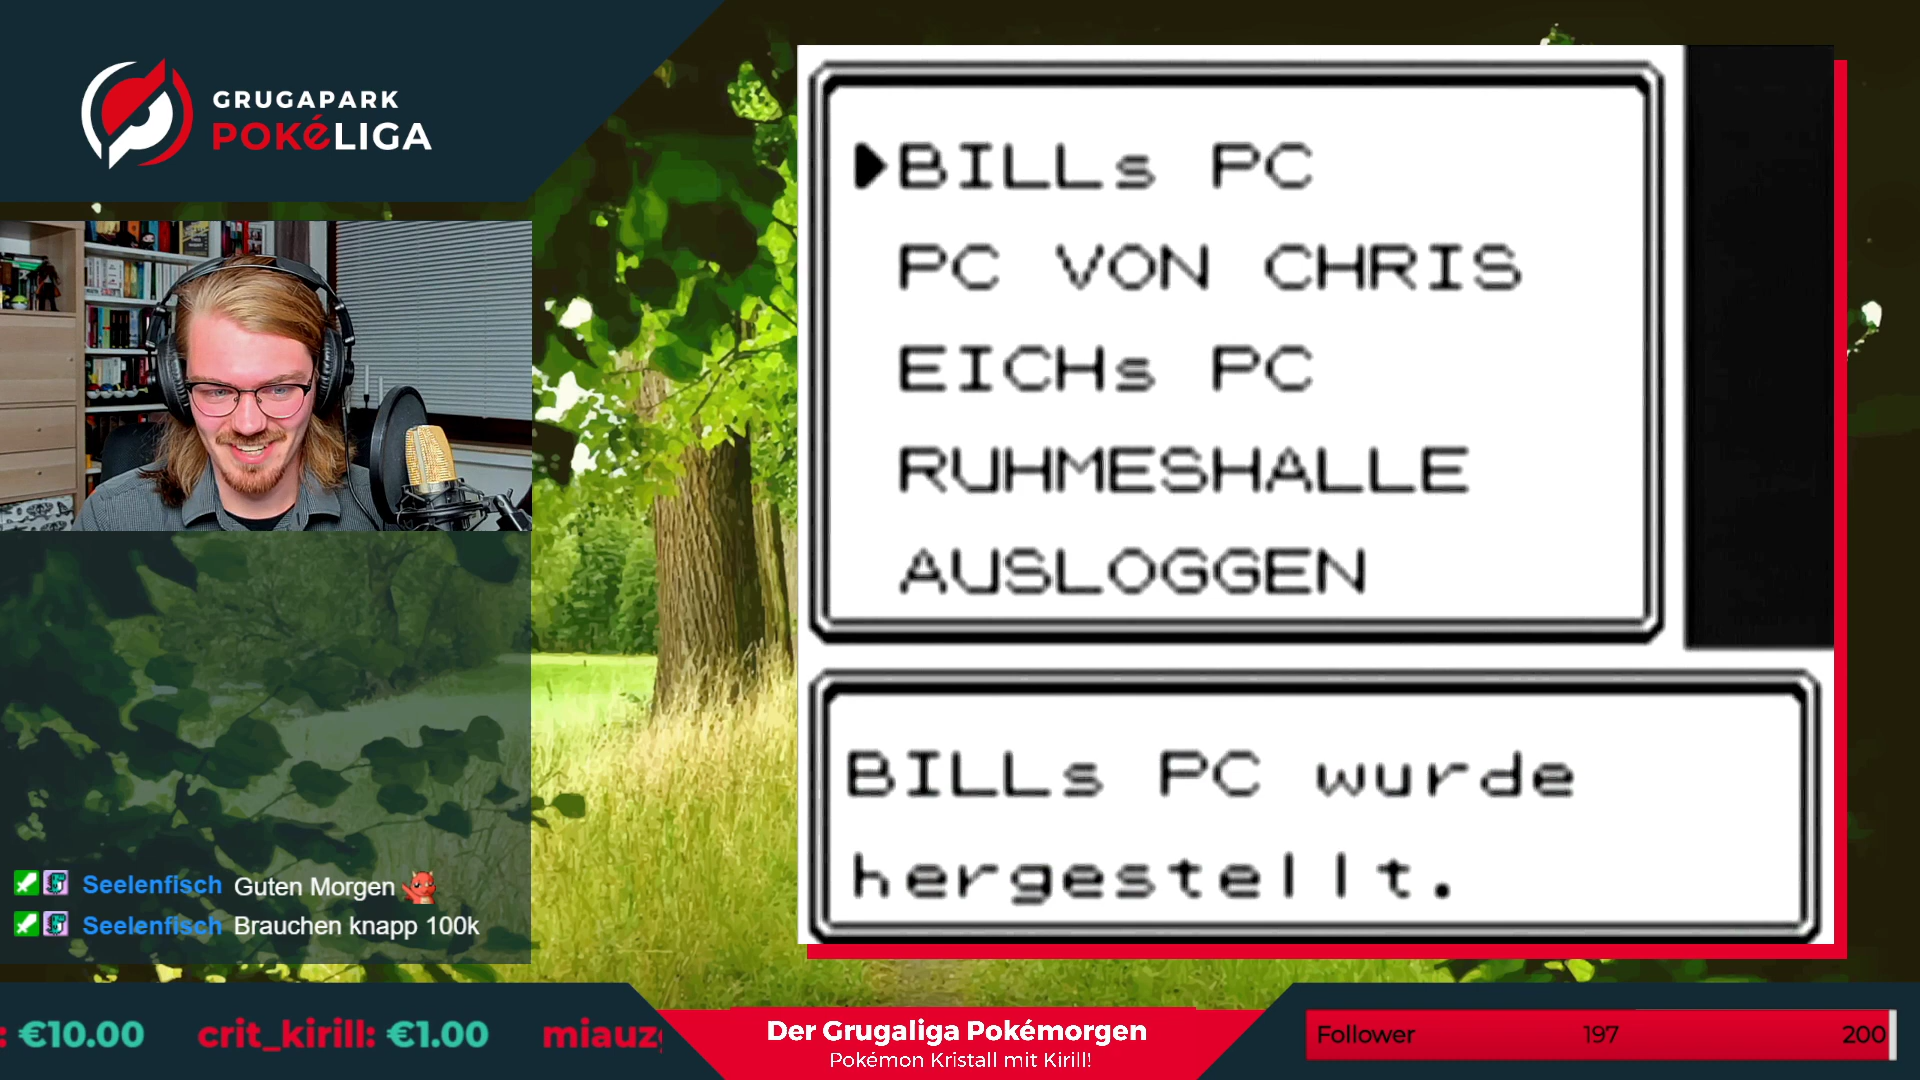 GRUGAPARK
POKéLIGA
▶BILLs PC
PC VON CHRIS
EICHs PC
RUHMESHALLE
AUSLOGGEN
BILLs PC wurde
hergestellt.
Seelenfisch Guten Morgen
Seelenfisch Brauchen knapp 100k
: €10.00 crit_kirill: €1.00
Der Grugaliga Pokémorgen
Pokémon Kristall mit Kirill!
Follower 197 200